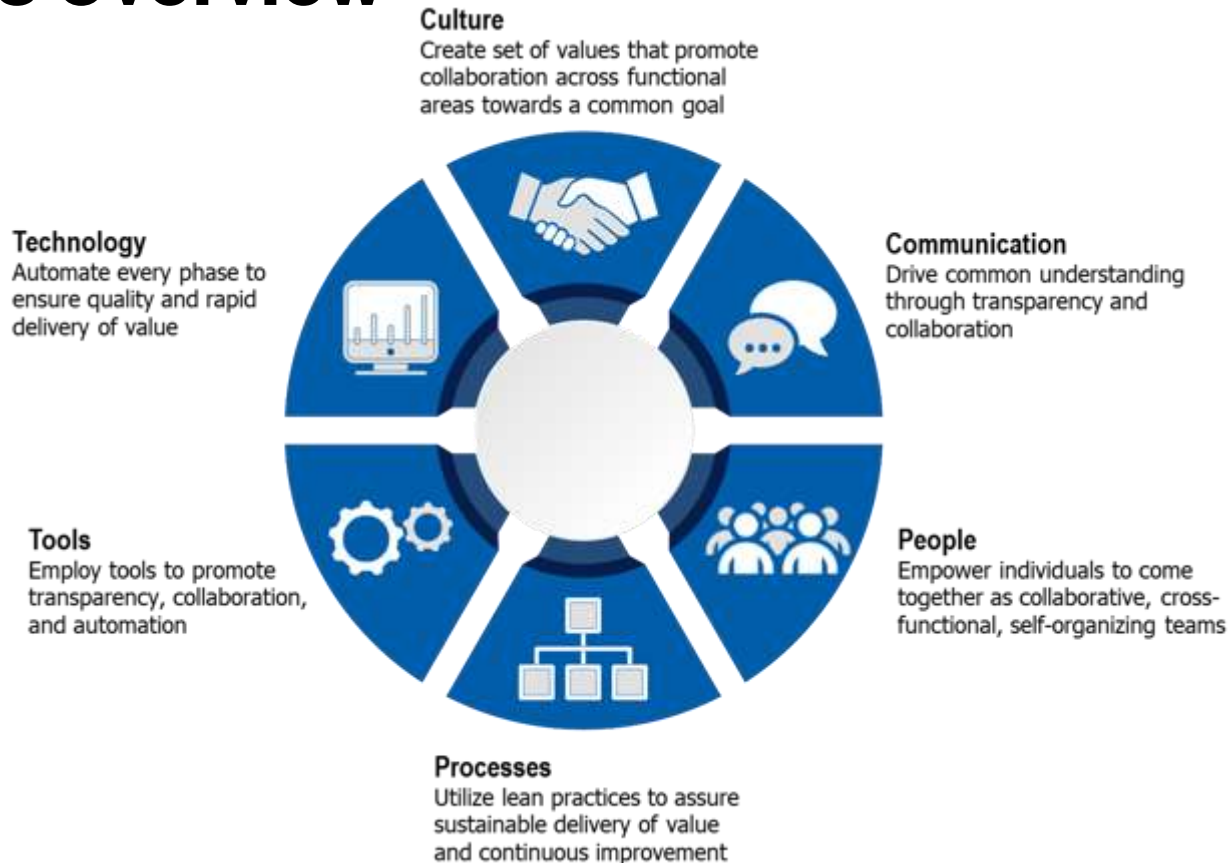 Culture
Create set of values that promote
collaboration across functional
areas towards a common goal
Communication
Drive common understanding
through transparency and
collaboration
People
Empower individuals to come
together as collaborative, cross-
functional, self-organizing teams
Processes
Utilize lean practices to assure
sustainable delivery of value
and continuous improvement
Tools
Employ tools to promote
transparency, collaboration,
and automation
Technology
Automate every phase to
ensure quality and rapid
delivery of value